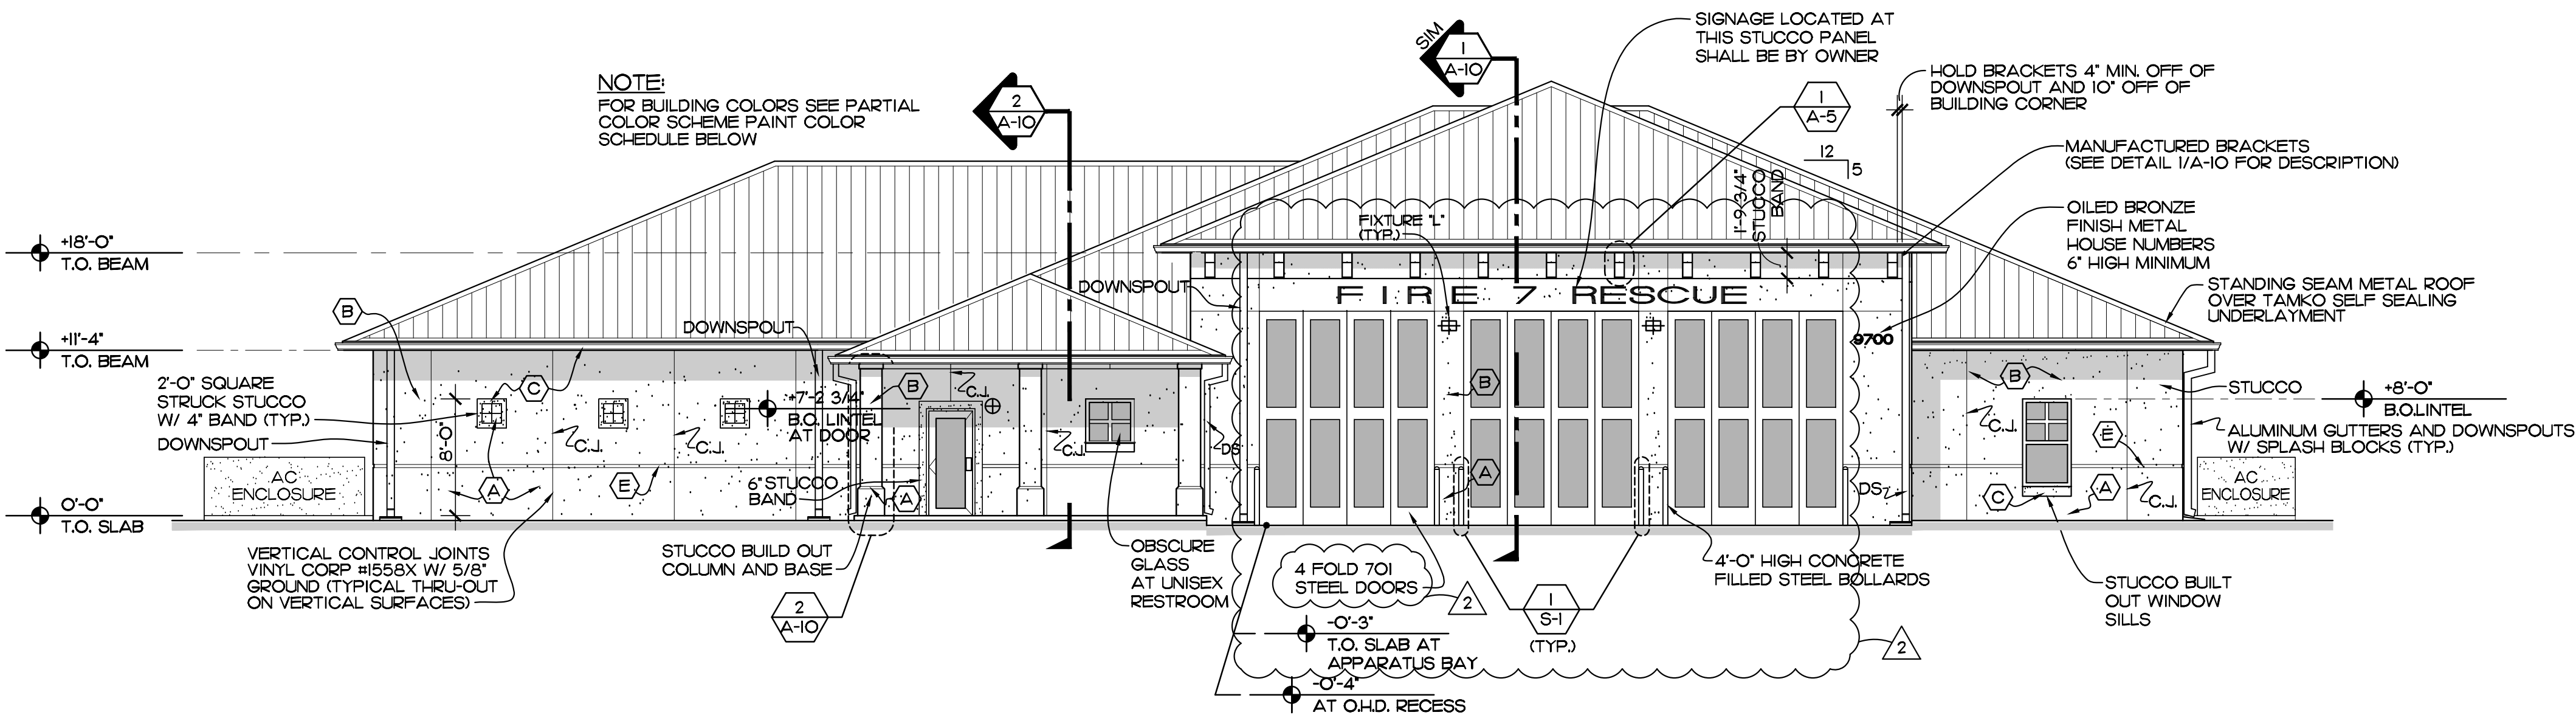 NOTE:
FOR BUILDING COLORS SEE PARTIAL
COLOR SCHEME PAINT COLOR
SCHEDULE BELOW
2
A-10
SIM
1
A-10
SIGNAGE LOCATED AT
THIS STUCCO PANEL
SHALL BE BY OWNER
1
A-5
HOLD BRACKETS 4" MIN. OFF OF
DOWNSPOUT AND 10" OFF OF
BUILDING CORNER
12
5
MANUFACTURED BRACKETS
(SEE DETAIL 1/A-10 FOR DESCRIPTION)
OILED BRONZE
FINISH METAL
HOUSE NUMBERS
6" HIGH MINIMUM
STANDING SEAM METAL ROOF
OVER TAMKO SELF SEALING
UNDERLAYMENT
1'-9 3/4"
STUCCO
BAND
FIXTURE "L"
(TYP.)
+18'-0"
T.O. BEAM
+11'-4"
T.O. BEAM
B
DOWNSPOUT
DOWNSPOUT
FIRE 7 RESCUE
9700
2'-0" SQUARE
STRUCK STUCCO
W/ 4" BAND (TYP.)
DOWNSPOUT
C
8'-0"
C.J.
C.J.
+7'-2 3/4"
B.O. LINTEL
AT DOOR
B
C.J.
C.J.
DS
B
A
B
STUCCO
+8'-0"
B.O.LINTEL
C.J.
E
ALUMINUM GUTTERS AND DOWNSPOUTS
W/ SPLASH BLOCKS (TYP.)
AC
ENCLOSURE
A
E
6" STUCCO
BAND
A
DS
C
A
C.J.
AC
ENCLOSURE
0'-0"
T.O. SLAB
VERTICAL CONTROL JOINTS
VINYL CORP #1558X W/ 5/8"
GROUND (TYPICAL THRU-OUT
ON VERTICAL SURFACES)
STUCCO BUILD OUT
COLUMN AND BASE
2
A-10
OBSCURE
GLASS
AT UNISEX
RESTROOM
4 FOLD 701
STEEL DOORS
2
1
S-1
(TYP.)
4'-0" HIGH CONCRETE
FILLED STEEL BOLLARDS
STUCCO BUILT
OUT WINDOW
SILLS
2
-0'-3"
T.O. SLAB AT
APPARATUS BAY
-0'-4"
AT O.H.D. RECESS